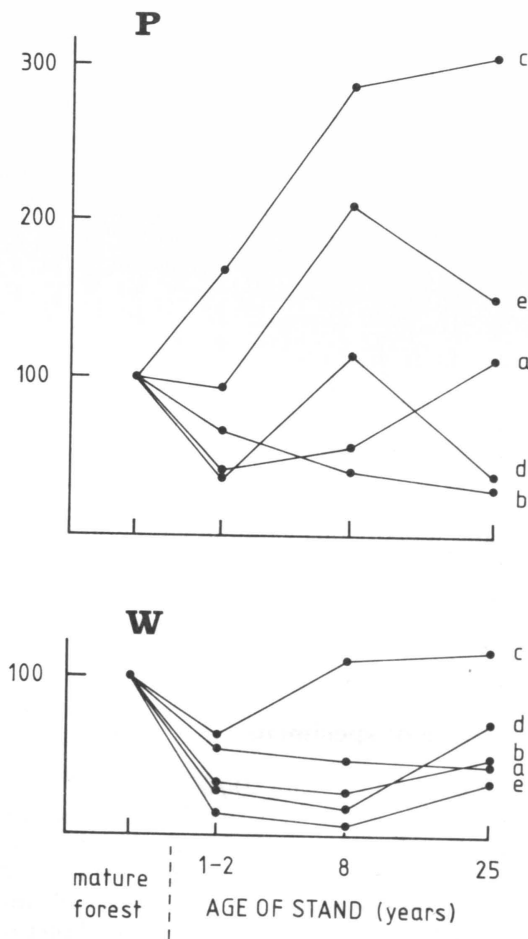 P
300
200
100
c
e
a
d
b
W
100
c
d
b
a
e
1-2 8 25
mature
forest
AGE OF STAND (years)